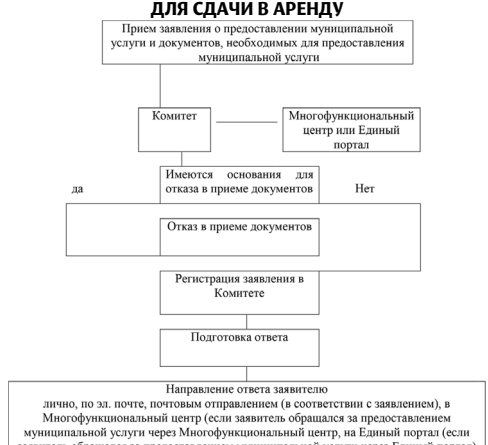 ДЛЯ СДАЧИ В АРЕНДУ
Прием заявления о предоставлении муниципальной
услуги и документов, необходимых для предоставления
муниципальной услуги
Комитет
Многофункциональный
центр или Единый
портал
Имеются основания для
отказа в приеме документов
да
Нет
Отказ в приеме документов
Регистрация заявления в
Комитете
Подготовка ответа
Направление ответа заявителю
лично, по эл. почте, почтовым отправлением (в соответствии с заявлением), в
Многофункциональный центр (если заявитель обращался за предоставлением
муниципальной услуги через Многофункциональный центр, на Единый портал (если